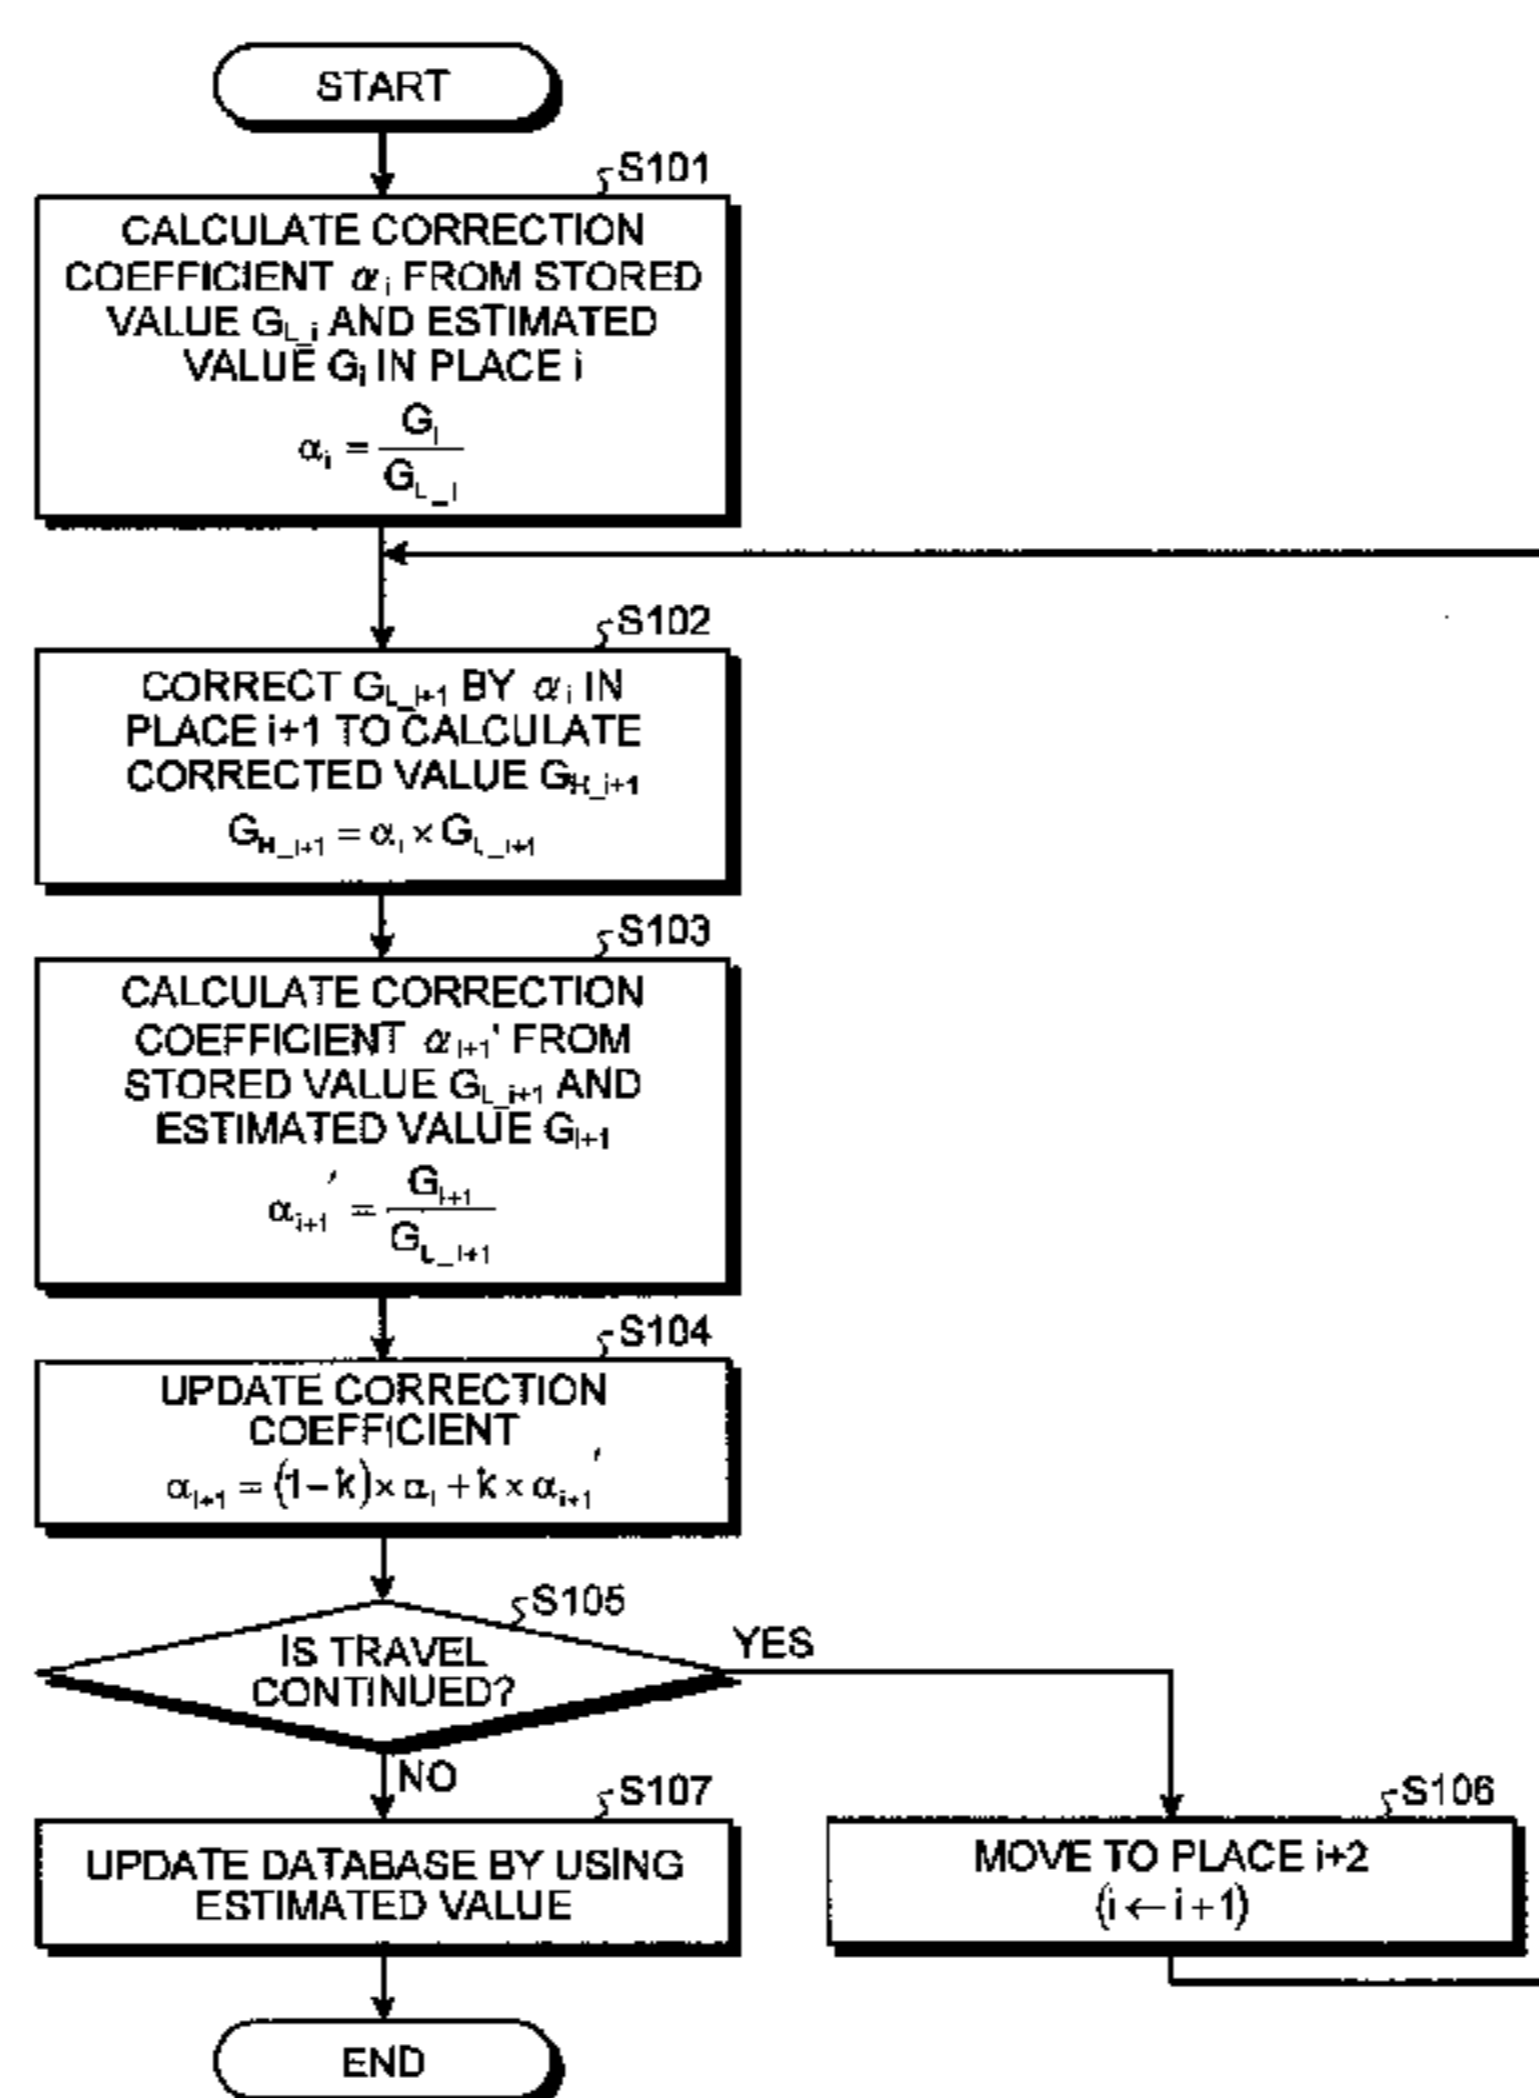 START
S101
CALCULATE CORRECTION
COEFFICIENT α i FROM STORED
VALUE GL_i AND ESTIMATED
VALUE Gi IN PLACE i
αi = Gi / GL_i
S102
CORRECT GL_i+1 BY αi IN
PLACE i+1 TO CALCULATE
CORRECTED VALUE GH_i+1
GH_i+1 = αi × GL_i+1
S103
CALCULATE CORRECTION
COEFFICIENT αi+1' FROM
STORED VALUE GL_i+1 AND
ESTIMATED VALUE Gi+1
αi+1' = Gi+1 / GL_i+1
S104
UPDATE CORRECTION
COEFFICIENT
αi+1 = (1−k)× αi + k × αi+1'
S105
IS TRAVEL
CONTINUED?
YES
NO
S107
UPDATE DATABASE BY USING
ESTIMATED VALUE
S106
MOVE TO PLACE i+2
(i ← i+1)
END